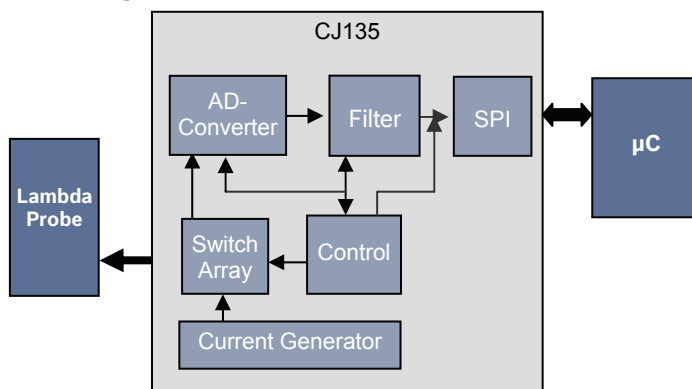 CJ135
AD-
Converter
Filter
SPI
µC
Lambda
Probe
Switch
Array
Control
Current Generator